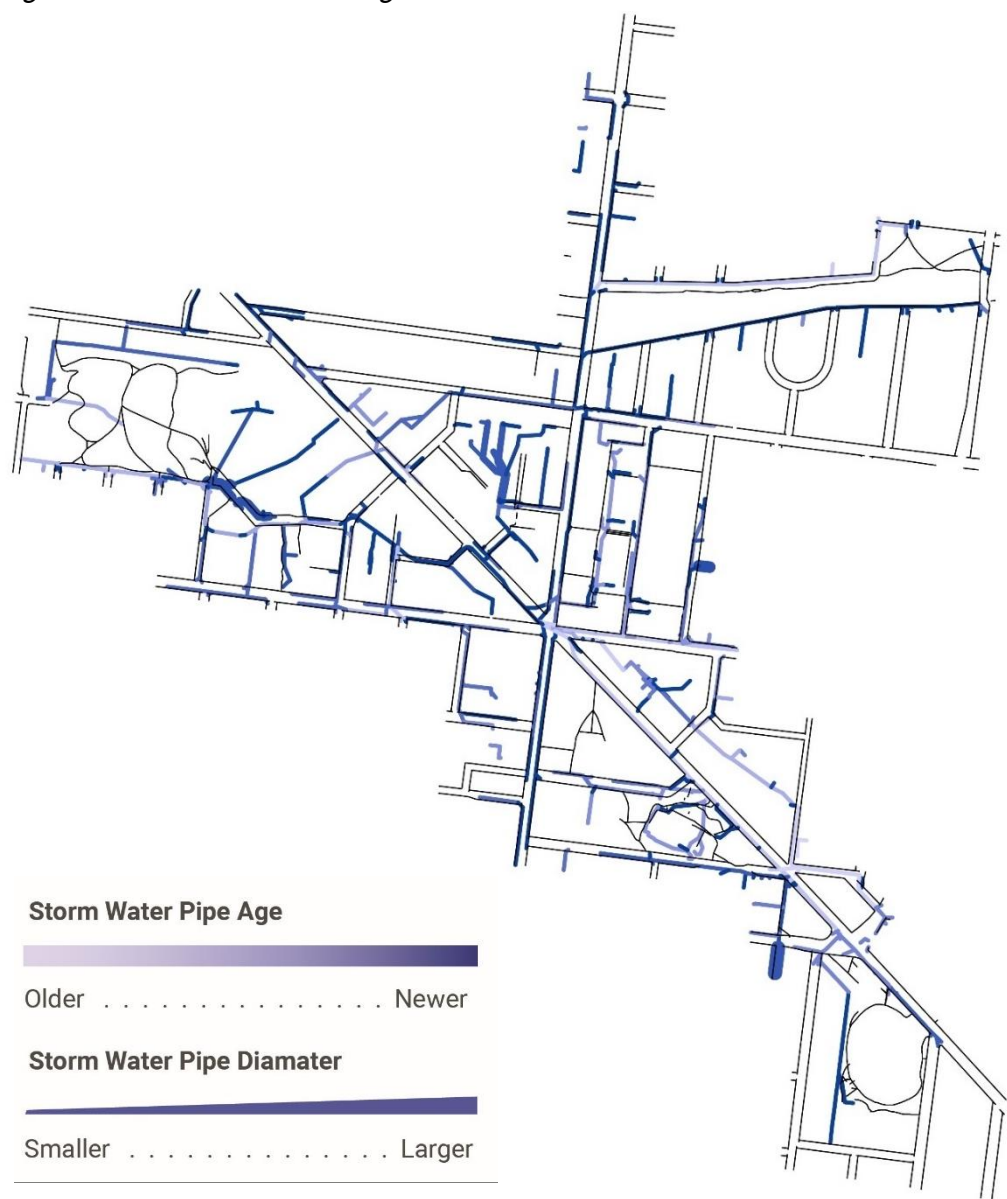 Storm Water Pipe Age
Older . . . . . . . . . . . . . . . Newer
Storm Water Pipe Diamater
Smaller . . . . . . . . . . . . . . Larger